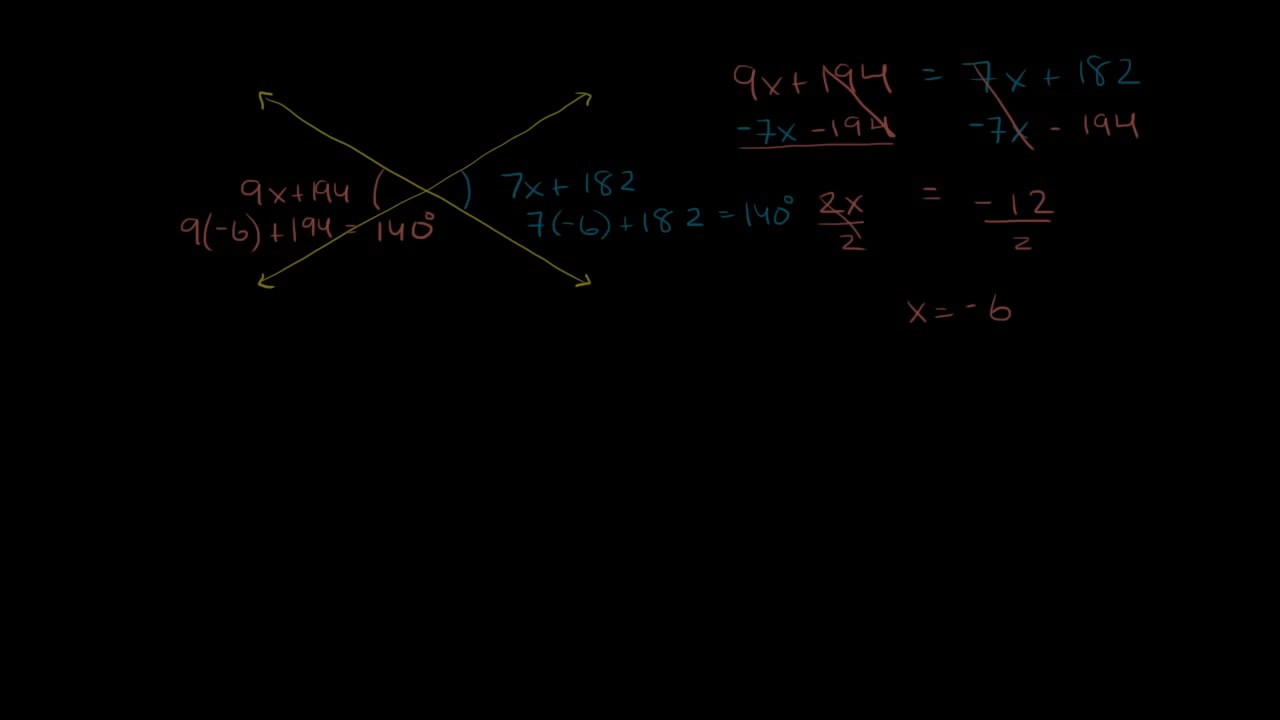 9x+194 = 7x+182
-7x -194 -7x - 194
9x+194 7x+182
9(-6)+194 = 140° 7(-6)+182 = 140°
2x = -12
2 2
x = -6